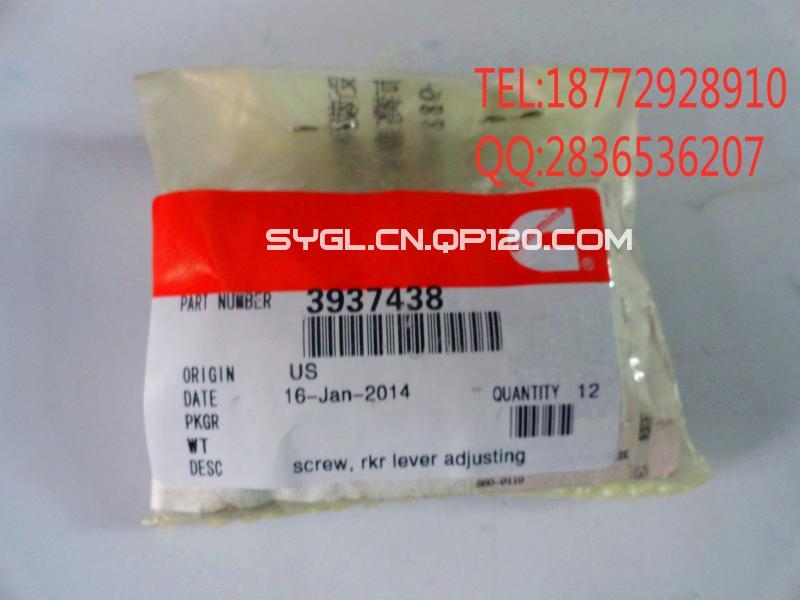 TEL:18772928910
QQ:2836536207
SYGL.CN.QP120.COM
®
PART NUMBER 3937438
ORIGIN US
DATE 16-Jan-2014 QUANTITY 12
PKGR
WT
DESC screw, rkr lever adjusting